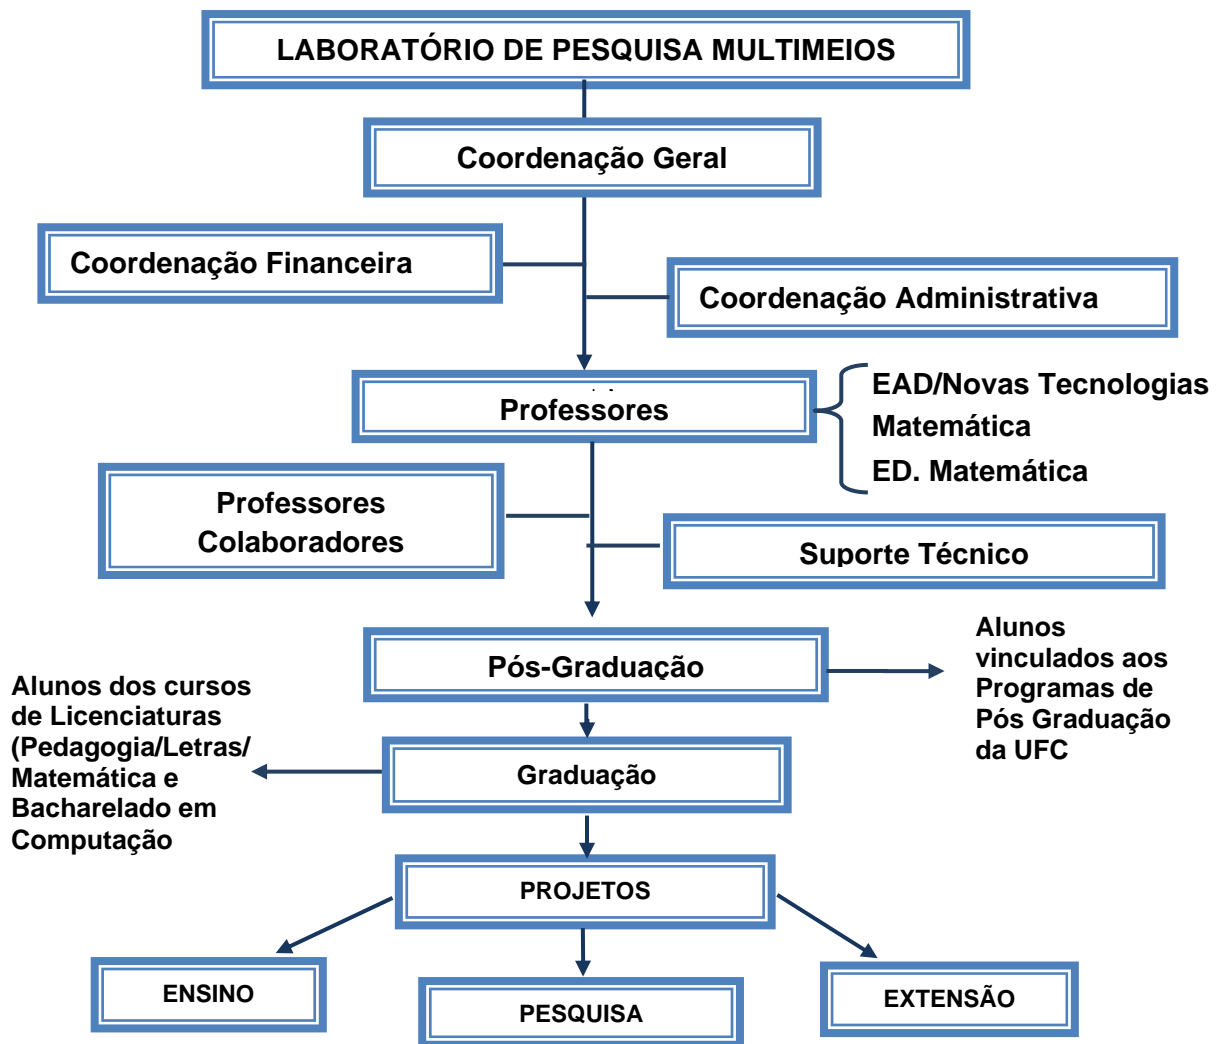 LABORATÓRIO DE PESQUISA MULTIMEIOS
Coordenação Geral
Coordenação Financeira
Coordenação Administrativa
Professores
EAD/Novas Tecnologias
Matemática
ED. Matemática
Professores
Colaboradores
Suporte Técnico
Pós-Graduação
Alunos
vinculados aos
Programas de
Pós Graduação
da UFC
Alunos dos cursos
de Licenciaturas
(Pedagogia/Letras/
Matemática e
Bacharelado em
Computação
Graduação
PROJETOS
ENSINO
PESQUISA
EXTENSÃO